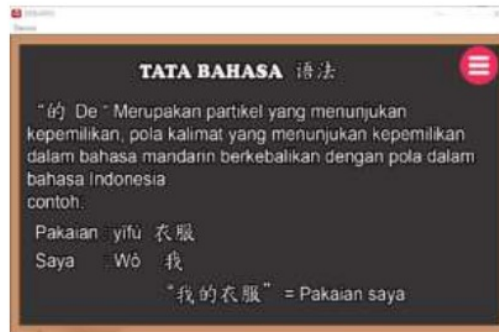 TATA BAHASA 语法
“的 De “ Merupakan partikel yang menunjukan
kepemilikan, pola kalimat yang menunjukan kepemilikan
dalam bahasa mandarin berkebalikan dengan pola dalam
bahasa Indonesia
contoh:
Pakaian : yīfú 衣服
Saya : Wǒ 我
“我的衣服” = Pakaian saya